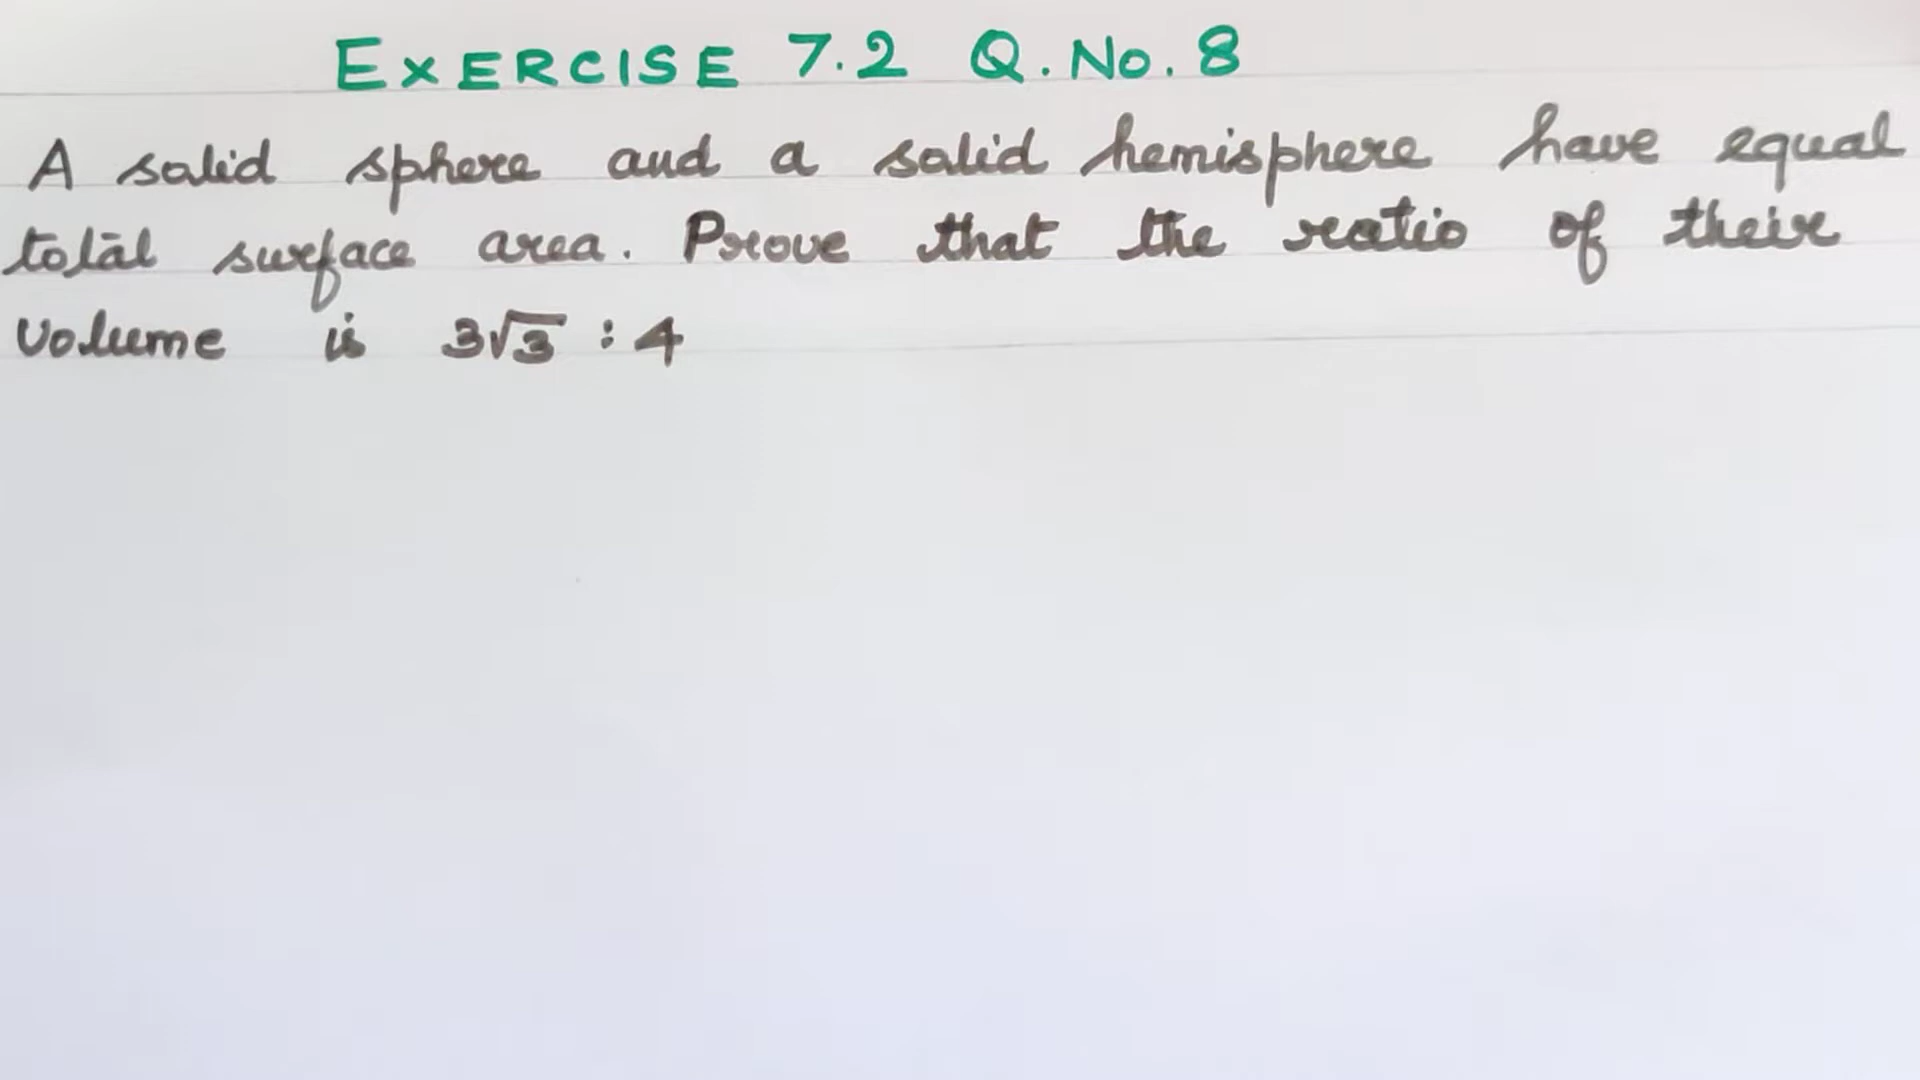 EXERCISE 7.2 Q. No. 8
A solid sphere and a solid hemisphere have equal
total surface area. Prove that the ratio of their
volume is 3√3 : 4